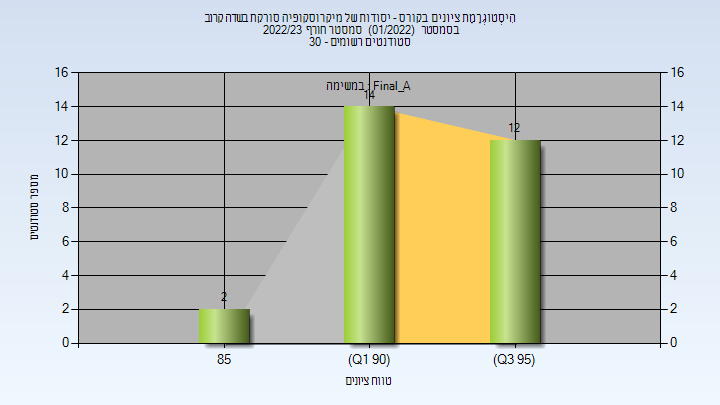 היסטוגרמת ציונים בקורס - יסודות של מיקרוסקופיה סורקת בשדה קרוב
בסמסטר (01/2022) סמסטר חורף 2022/23
סטודנטים רשומים - 30
במשימה : Final_A
16 16
14 14
14
12 12
12
10 10
8 8
6 6
4 4
2 2
2
0 0
מספר סטודנטים
85 (Q1 90) (Q3 95)
טווח ציונים